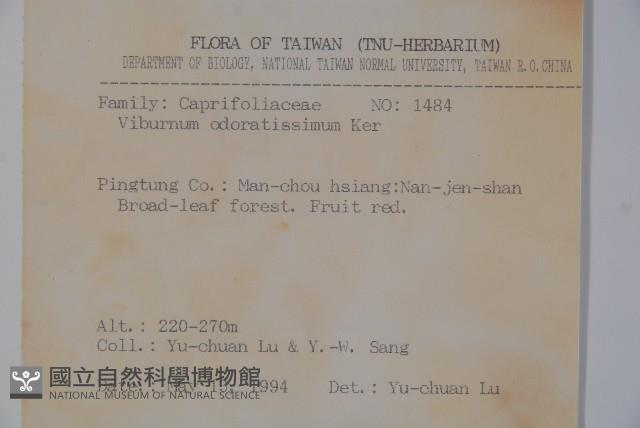 FLORA OF TAIWAN (TNU-HERBARIUM)
DEPARTMENT OF BIOLOGY, NATIONAL TAIWAN NORMAL UNIVERSITY, TAIWAN R.O.CHINA
Family: Caprifoliaceae NO: 1484
Viburnum odoratissimum Ker
Pingtung Co.: Man-chou hsiang:Nan-jen-shan
Broad-leaf forest. Fruit red.
Alt.: 220-270m
Coll.: Yu-chuan Lu & Y.-W. Sang
國立自然科學博物館
NATIONAL MUSEUM OF NATURAL SCIENCE
Date: May 1994 Det.: Yu-chuan Lu